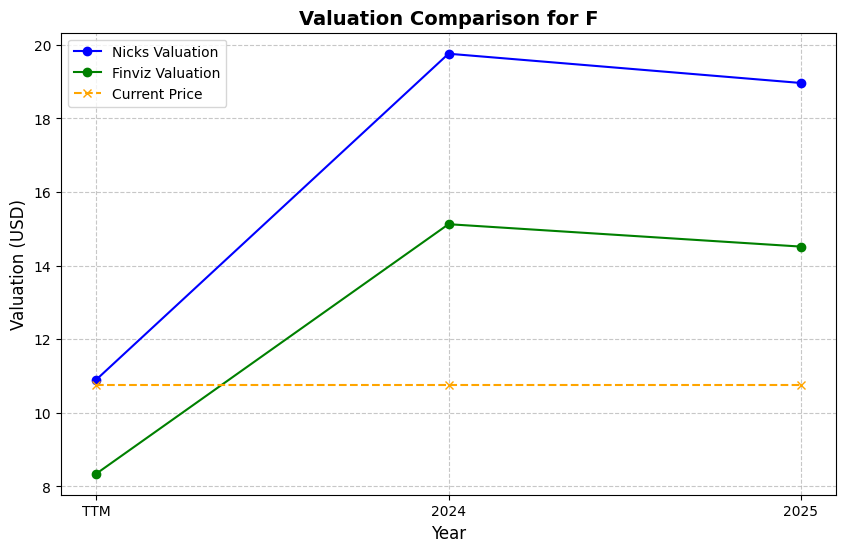 Valuation Comparison for F
Nicks Valuation
Finviz Valuation
Current Price
Valuation (USD)
20
18
16
14
12
10
8
TTM
2024
2025
Year